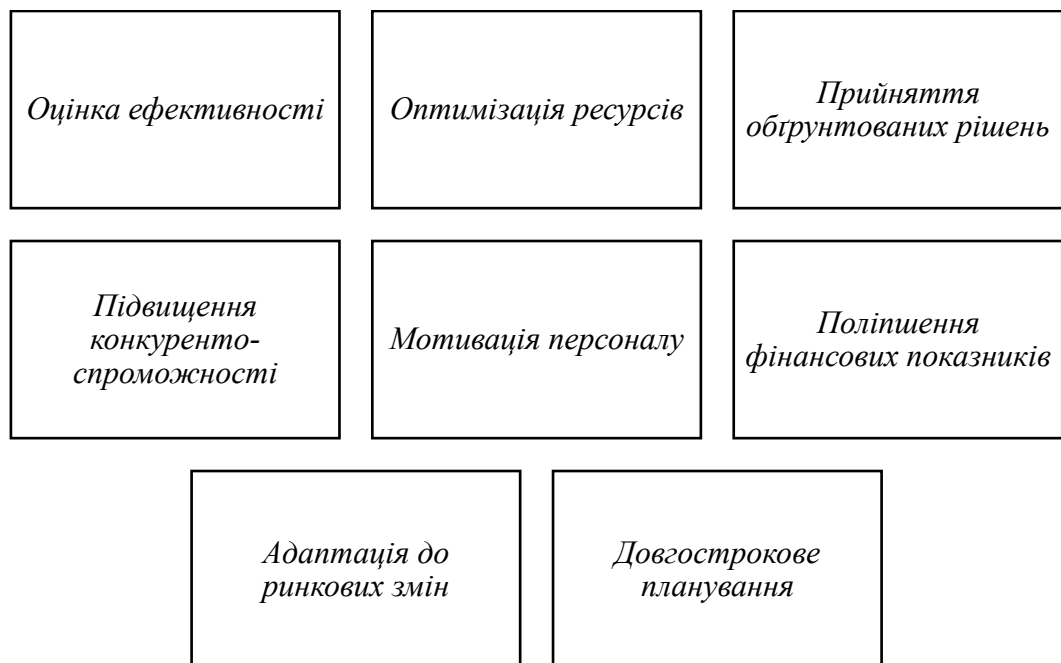 Оцінка ефективності
Оптимізація ресурсів
Прийняття
обґрунтованих рішень
Підвищення
конкуренто-
спроможності
Мотивація персоналу
Поліпшення
фінансових показників
Адаптація до
ринкових змін
Довгострокове
планування